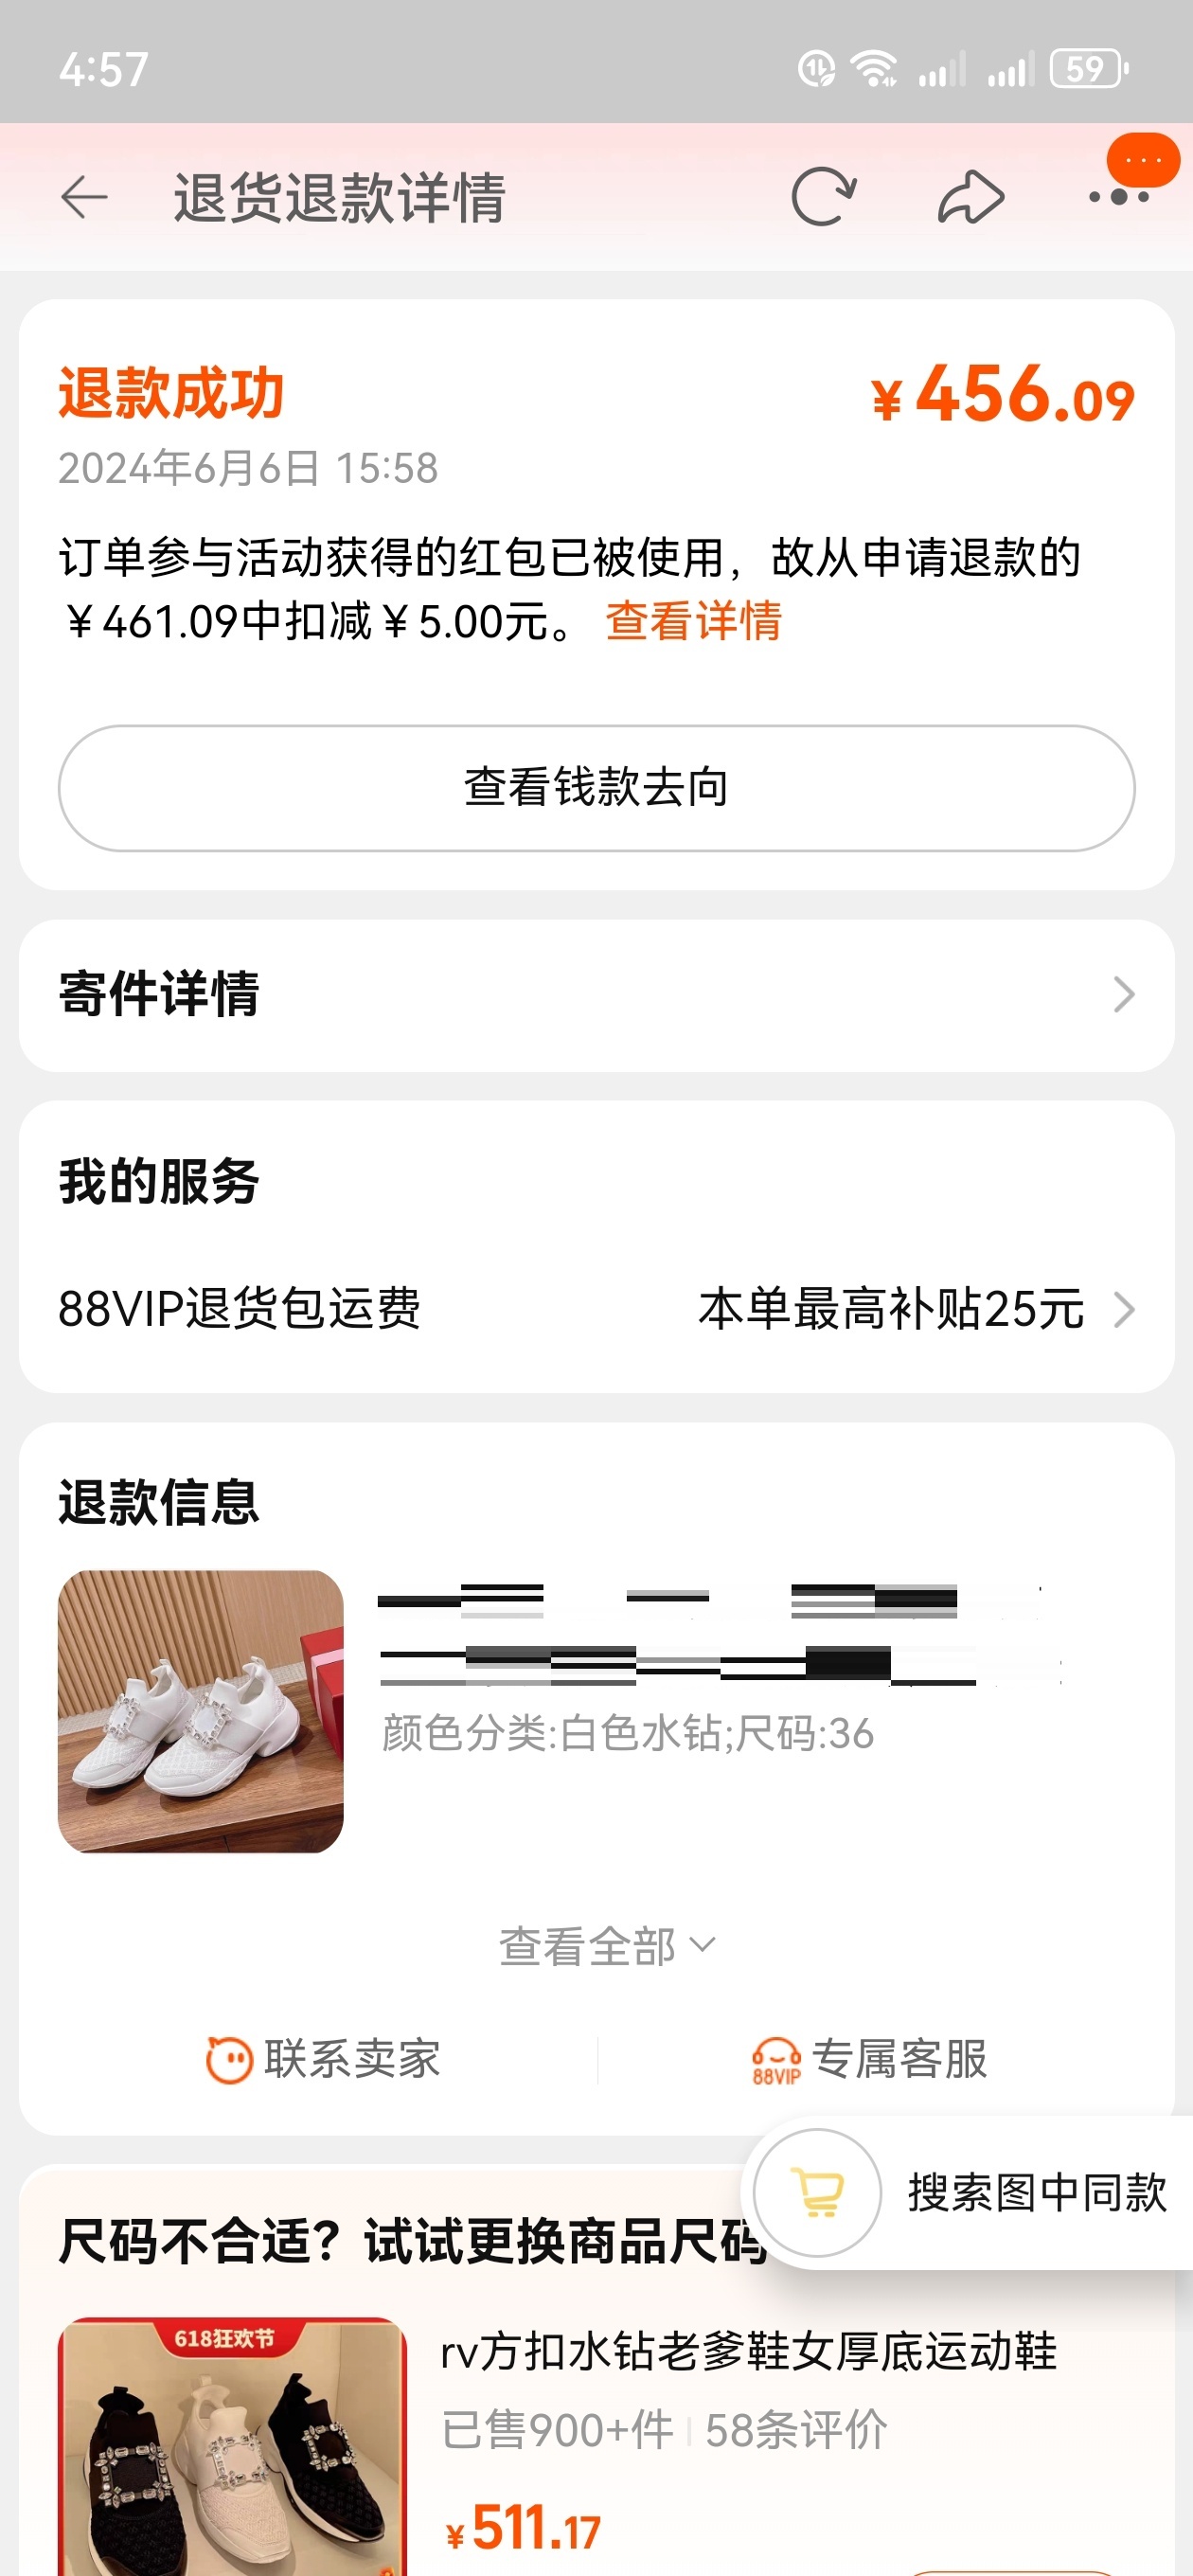 4:57
59
退货退款详情
退款成功
¥456.09
2024年6月6日 15:58
订单参与活动获得的红包已被使用，故从申请退款的
¥461.09中扣减¥5.00元。 查看详情
查看钱款去向
寄件详情
我的服务
88VIP退货包运费
本单最高补贴25元
退款信息
颜色分类:白色水钻;尺码:36
查看全部
联系卖家
88VIP
专属客服
搜索图中同款
尺码不合适？试试更换商品尺码
618狂欢节
rv方扣水钻老爹鞋女厚底运动鞋
已售900+件 58条评价
¥511.17